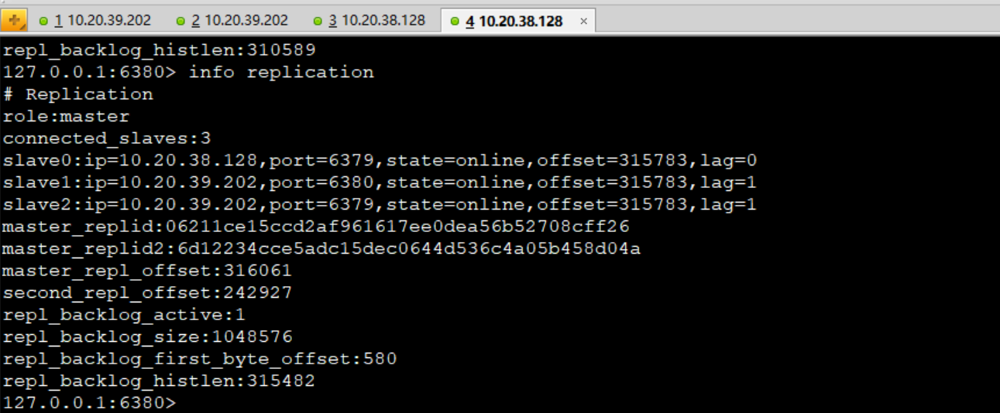 1 10.20.39.202 2 10.20.39.202 3 10.20.38.128 4 10.20.38.128 ×
repl_backlog_histlen:310589
127.0.0.1:6380> info replication
# Replication
role:master
connected_slaves:3
slave0:ip=10.20.38.128,port=6379,state=online,offset=315783,lag=0
slave1:ip=10.20.39.202,port=6380,state=online,offset=315783,lag=1
slave2:ip=10.20.39.202,port=6379,state=online,offset=315783,lag=1
master_replid:06211ce15ccd2af961617ee0dea56b52708cff26
master_replid2:6d12234cce5adc15dec0644d536c4a05b458d04a
master_repl_offset:316061
second_repl_offset:242927
repl_backlog_active:1
repl_backlog_size:1048576
repl_backlog_first_byte_offset:580
repl_backlog_histlen:315482
127.0.0.1:6380>